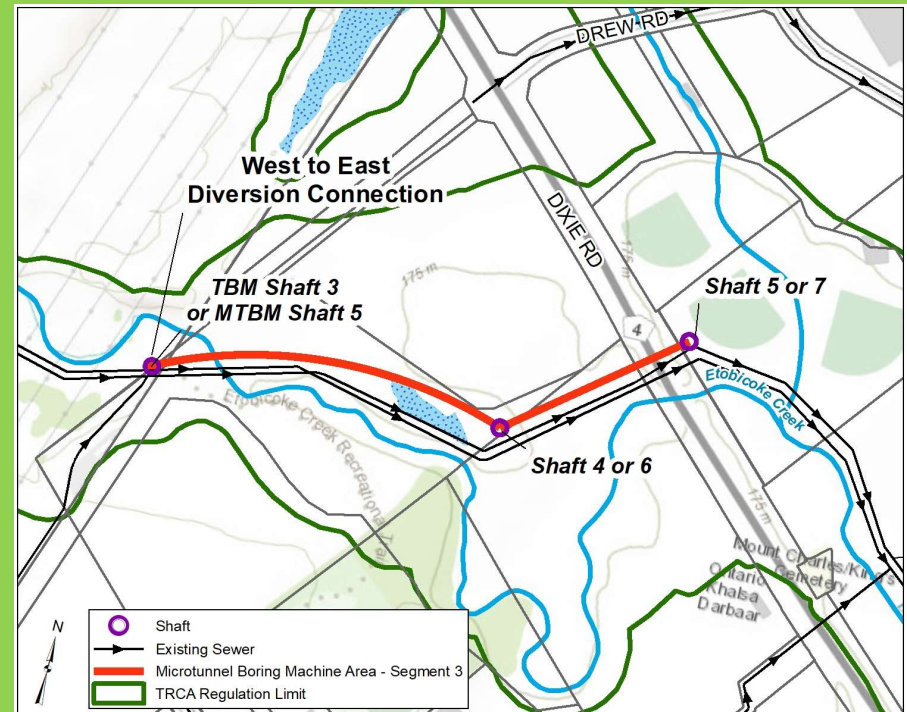 DREW RD
West to East
Diversion Connection
DIXIE RD
175 m
175 m
TBM Shaft 3
or MTBM Shaft 5
Shaft 5 or 7
4
Etobicoke Creek
Etobicoke Creek Recreational Trail
Shaft 4 or 6
175 m
Mount Charles/King's
Cemetery
Ontario
Khalsa
Darbaar
N
Shaft
Existing Sewer
Microtunnel Boring Machine Area - Segment 3
TRCA Regulation Limit